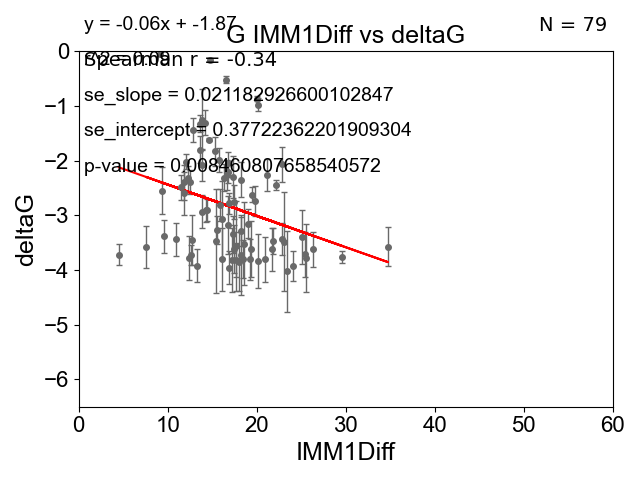 y = -0.06x + -1.87
N = 79
G IMM1Diff vs deltaG
Spearman r = -0.34
se_slope = 0.021182926600102847
se_intercept = 0.37722362201909304
p-value = 0.008460807658540572
0
−1
−2
−3
−4
−5
−6
deltaG
0 10 20 30 40 50 60
IMM1Diff